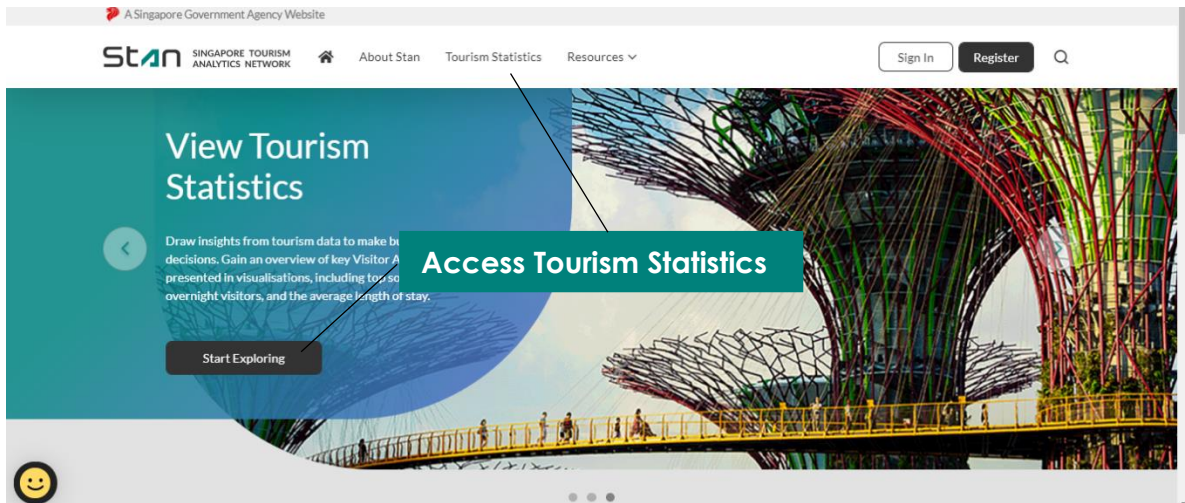 A Singapore Government Agency Website
Stan SINGAPORE TOURISM ANALYTICS NETWORK About Stan Tourism Statistics Resources Sign In Register
View Tourism
Statistics
Draw insights from tourism data to make
decisions. Gain an overview of key Visitor
presented in visualisations, including top
overnight visitors, and the average length of stay.
Access Tourism Statistics
Start Exploring